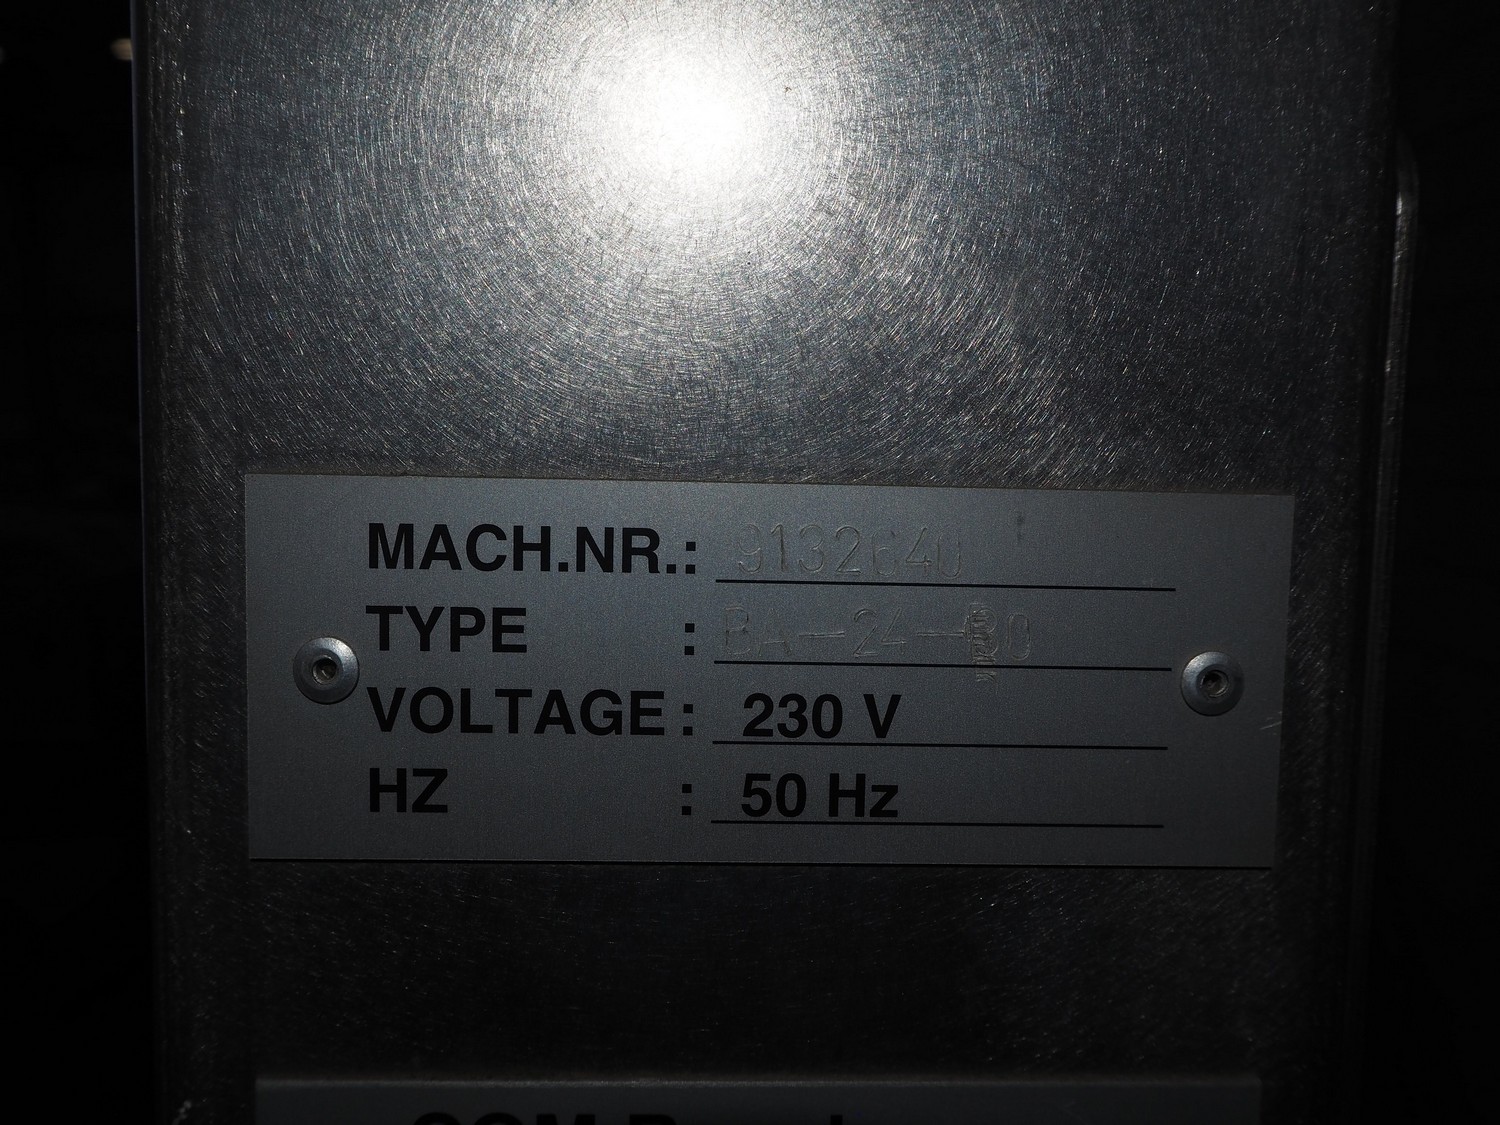 MACH.NR.: 9132640
TYPE : BA-24-
VOLTAGE: 230 V
HZ : 50 Hz